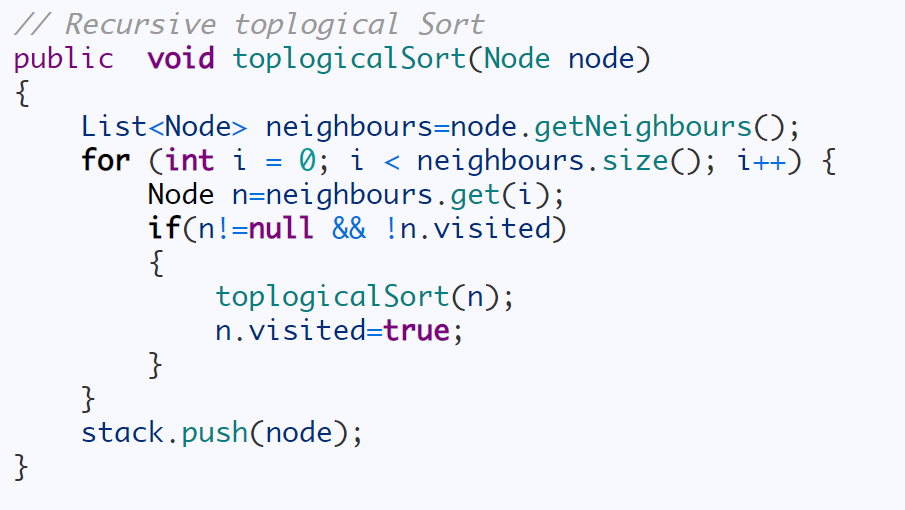 // Recursive toplogical Sort
public  void toplogicalSort(Node node)
{
    List<Node> neighbours=node.getNeighbours();
    for (int i = 0; i < neighbours.size(); i++) {
        Node n=neighbours.get(i);
        if(n!=null && !n.visited)
        {
            toplogicalSort(n);
            n.visited=true;
        }
    }
    stack.push(node);
}